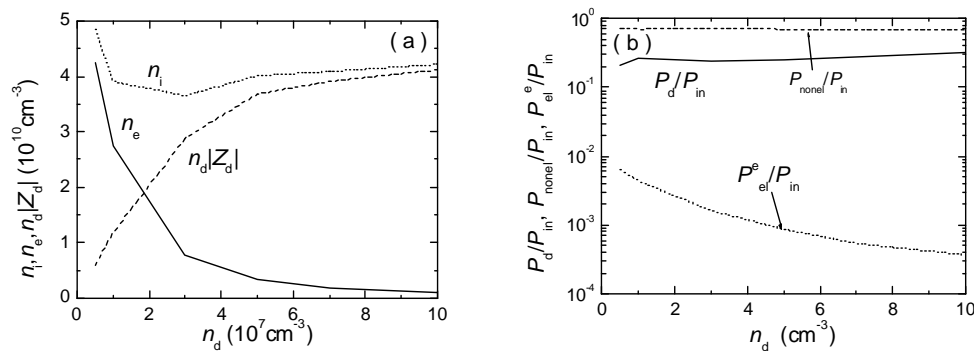 (a)
n_i, n_e, n_d|Z_d| (10^10 cm^-3)
5
4
3
2
1
0
n_i
n_e
n_d|Z_d|
0 2 4 6 8 10
n_d (10^7 cm^-3)
(b)
P_d/P_in, P_nonel/P_in, P^e_el/P_in
10^0
10^-1
10^-2
10^-3
10^-4
P_d/P_in
P_nonel/P_in
P^e_el/P_in
0 2 4 6 8 10
n_d (cm^-3)